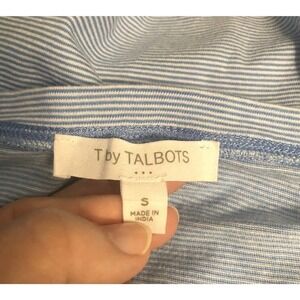 T by TALBOTS
...
S
MADE IN
INDIA